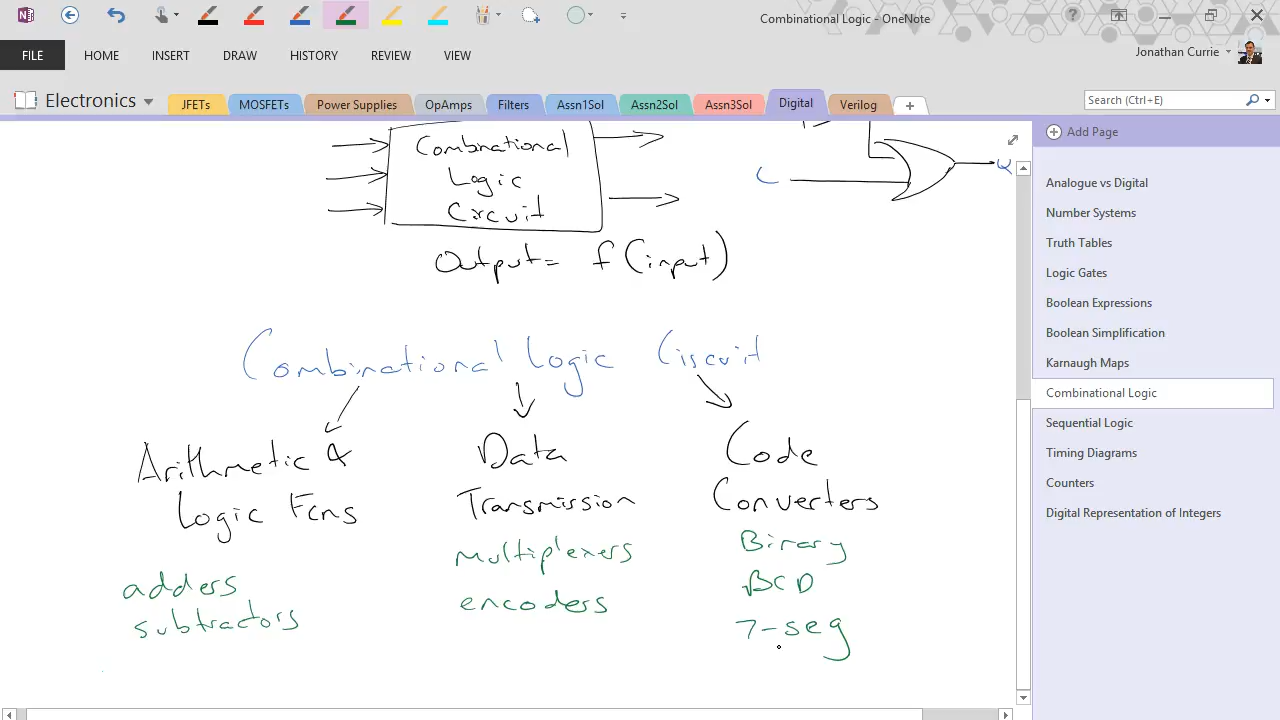 Combinational Logic - OneNote
?
FILE
HOME
INSERT
DRAW
HISTORY
REVIEW
VIEW
Jonathan Currie
Electronics
JFETs
MOSFETs
Power Supplies
OpAmps
Filters
Assn1Sol
Assn2Sol
Assn3Sol
Digital
Verilog
Search (Ctrl+E)
Add Page
Analogue vs Digital
Number Systems
Truth Tables
Logic Gates
Boolean Expressions
Boolean Simplification
Karnaugh Maps
Combinational Logic
Sequential Logic
Timing Diagrams
Counters
Digital Representation of Integers
Combinational
Logic
Circuit
C
Q
Output = f(input)
Combinational Logic Circuit
Arithmetic &
Logic Fcns
adders
subtractors
Data
Transmission
multiplexers
encoders
Code
Converters
Binary
BCD
7-seg